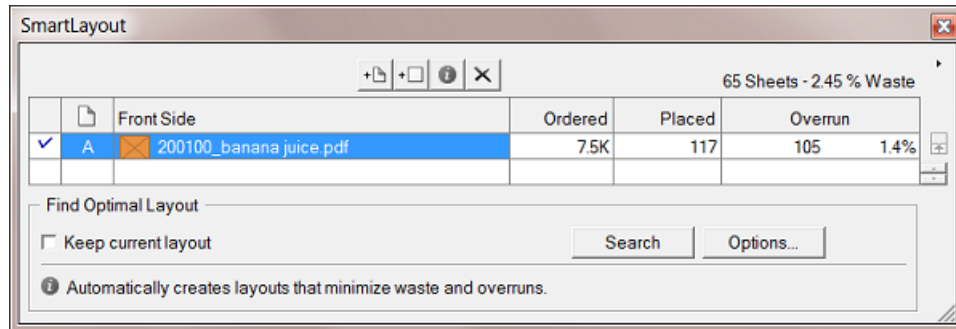 SmartLayout
65 Sheets - 2.45 % Waste
Front Side Ordered Placed Overrun
A 200100_banana juice.pdf 7.5K 117 105 1.4%
Find Optimal Layout
Keep current layout Search Options...
Automatically creates layouts that minimize waste and overruns.